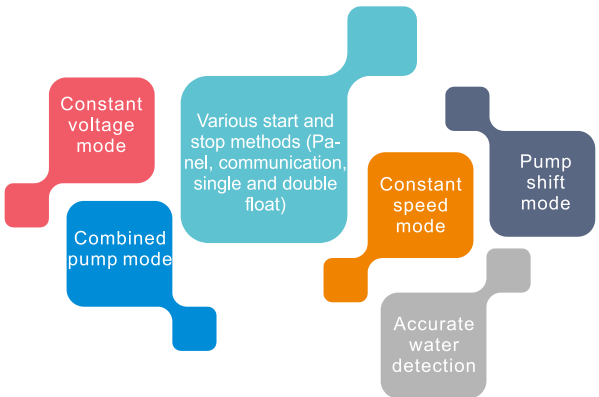 Constant
voltage
mode
Various start and
stop methods (Pa-
nel, communication,
single and double
float)
Pump
shift
mode
Constant
speed
mode
Combined
pump mode
Accurate
water
detection